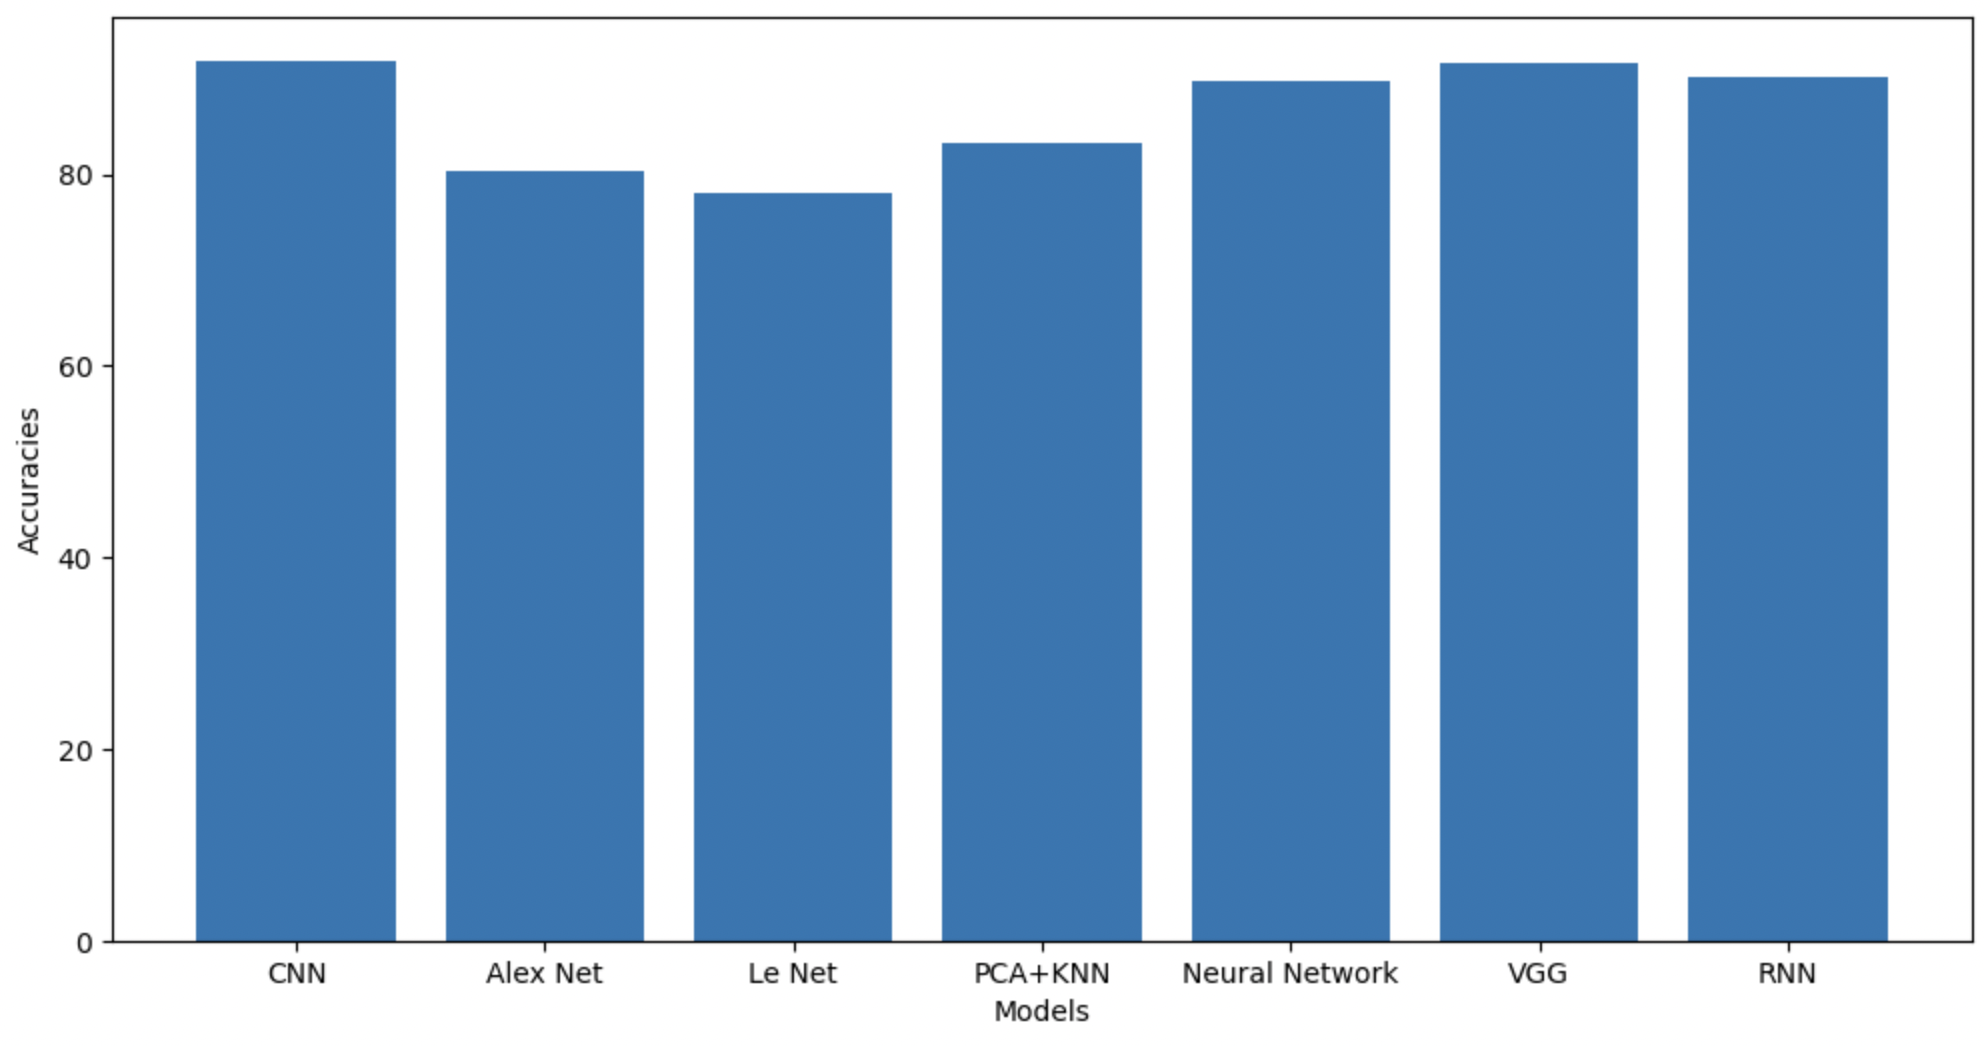 80
60
40
20
0
Accuracies
CNN
Alex Net
Le Net
PCA+KNN
Neural Network
VGG
RNN
Models